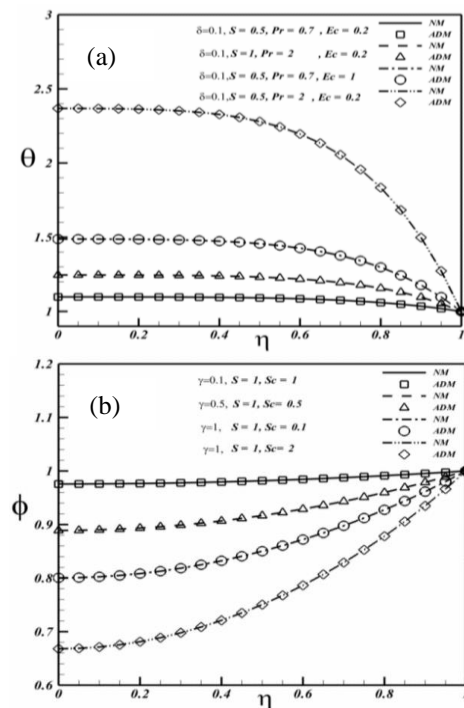 3
(a)
δ=0.1, S = 0.5, Pr = 0.7 , Ec = 0.2
δ=0.1, S = 1, Pr = 2 , Ec = 0.2
δ=0.1, S = 0.5, Pr = 0.7 , Ec = 1
δ=0.1, S = 0.5, Pr = 2 , Ec = 0.2
NM
ADM
NM
ADM
NM
ADM
NM
ADM
2.5
θ
2
1.5
1
0 0.2 0.4 0.6 0.8 1
η
1.2
(b)
γ=0.1, S = 1, Sc = 1
γ=0.5, S =1, Sc= 0.5
γ=1, S = 1, Sc= 0.1
γ=1, S = 1, Sc= 2
NM
ADM
NM
ADM
NM
ADM
NM
ADM
1.1
1
ϕ
0.9
0.8
0.7
0.6
0 0.2 0.4 0.6 0.8 1
η